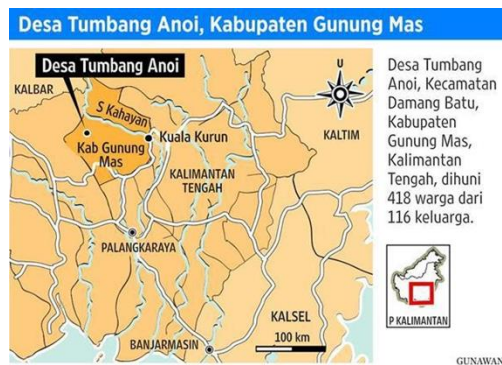 Desa Tumbang Anoi, Kabupaten Gunung Mas
Desa Tumbang Anoi
KALBAR
S Kahayan
Kuala Kurun
Kab Gunung
Mas
KALIMANTAN
TENGAH
U
KALTIM
PALANGKARAYA
KALSEL
BANJARMASIN
100 km
Desa Tumbang
Anoi, Kecamatan
Damang Batu,
Kabupaten
Gunung Mas,
Kalimantan
Tengah, dihuni
418 warga dari
116 keluarga.
P KALIMANTAN
GUNAWAN